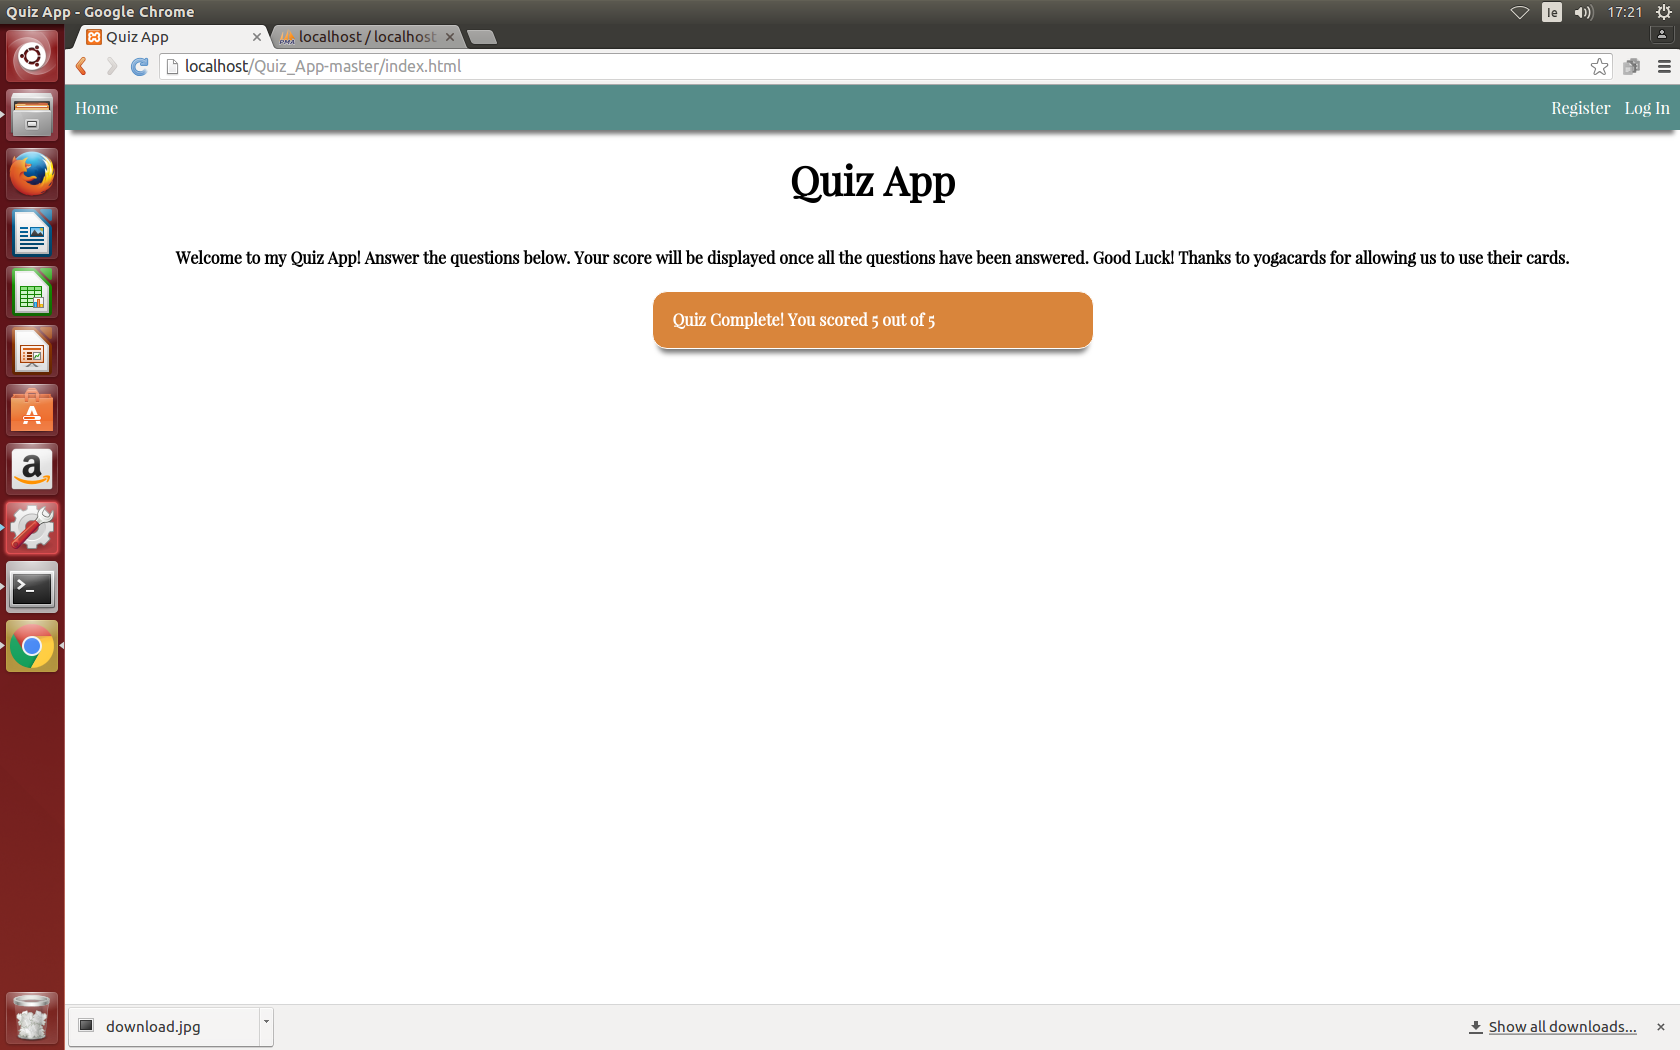 Quiz App - Google Chrome
Ie
17:21
Quiz App
localhost / localhost
localhost/Quiz_App-master/index.html
Home
Register
Log In
Quiz App
Welcome to my Quiz App! Answer the questions below. Your score will be displayed once all the questions have been answered. Good Luck! Thanks to yogacards for allowing us to use their cards.
Quiz Complete! You scored 5 out of 5
download.jpg
Show all downloads...